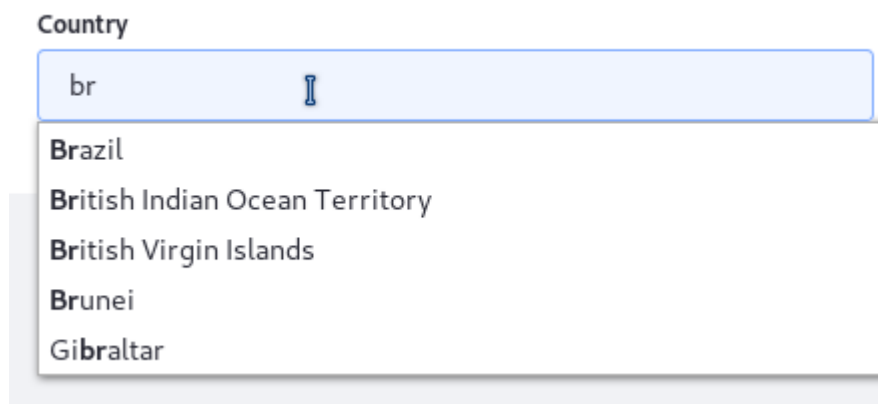 Country
br
Brazil
British Indian Ocean Territory
British Virgin Islands
Brunei
Gibraltar